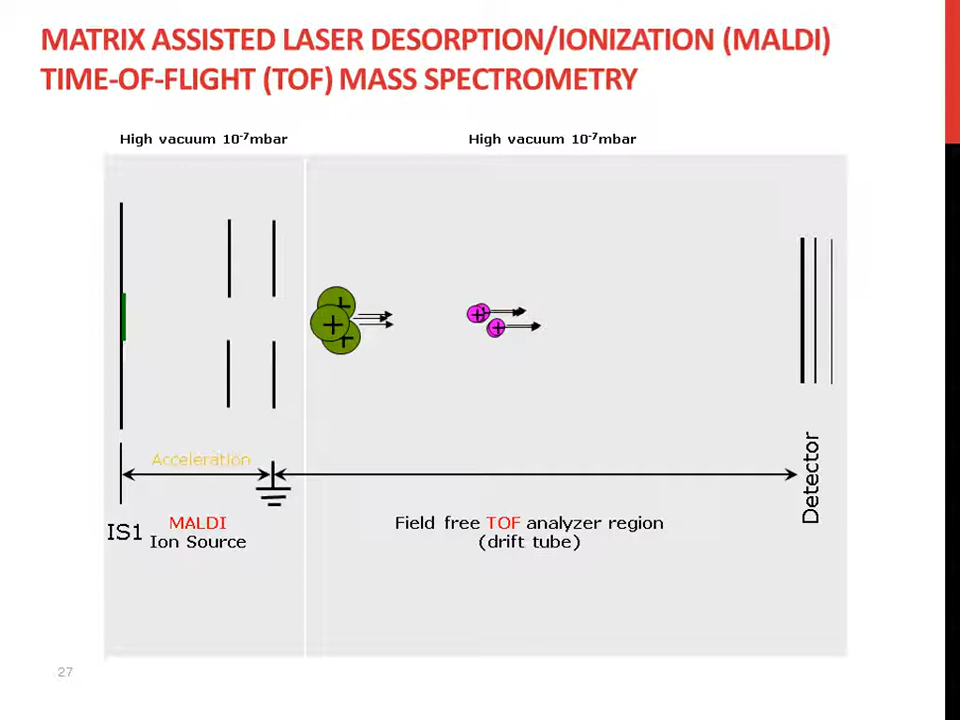 MATRIX ASSISTED LASER DESORPTION/IONIZATION (MALDI)
TIME-OF-FLIGHT (TOF) MASS SPECTROMETRY
High vacuum 10⁻⁷mbar
High vacuum 10⁻⁷mbar
+
+
+
+
+
Acceleration
Detector
IS1
MALDI
Ion Source
Field free TOF analyzer region
(drift tube)
27